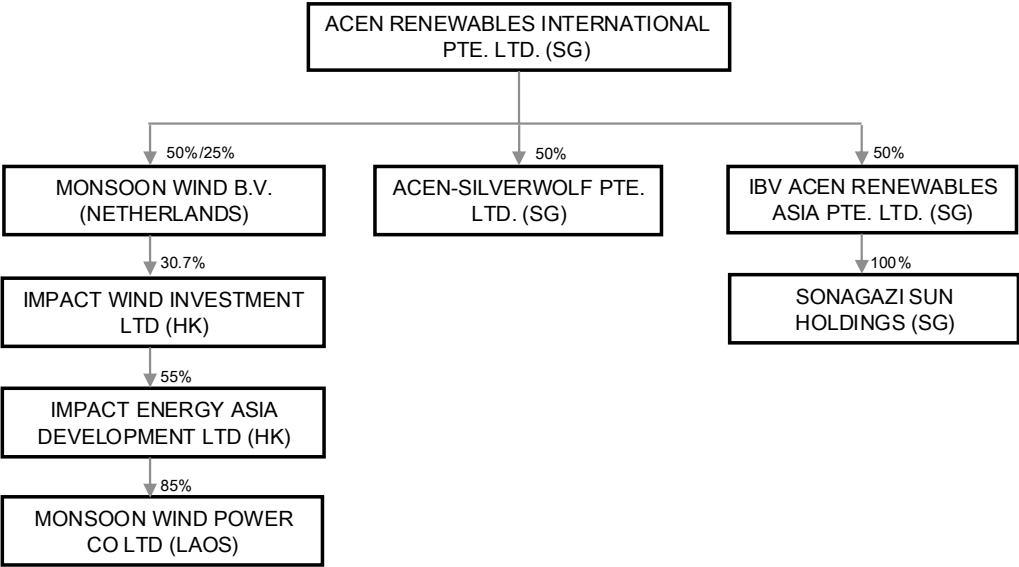 ACEN RENEWABLES INTERNATIONAL
PTE. LTD. (SG)
50%/25%
50%
50%
MONSOON WIND B.V.
(NETHERLANDS)
ACEN-SILVERWOLF PTE.
LTD. (SG)
IBV ACEN RENEWABLES
ASIA PTE. LTD. (SG)
30.7%
100%
IMPACT WIND INVESTMENT
LTD (HK)
SONAGAZI SUN
HOLDINGS (SG)
55%
IMPACT ENERGY ASIA
DEVELOPMENT LTD (HK)
85%
MONSOON WIND POWER
CO LTD (LAOS)